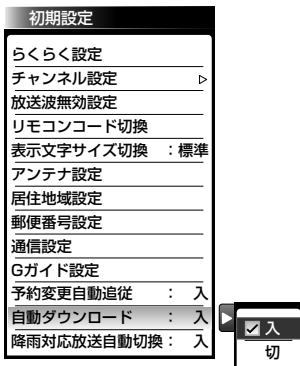 初期設定
らくらく設定
チャンネル設定
放送波無効設定
リモコンコード切換
表示文字サイズ切換 ：標準
アンテナ設定
居住地域設定
郵便番号設定
通信設定
Gガイド設定
予約変更自動追従 ： 入
自動ダウンロード ： 入
降雨対応放送自動切換： 入
入
切